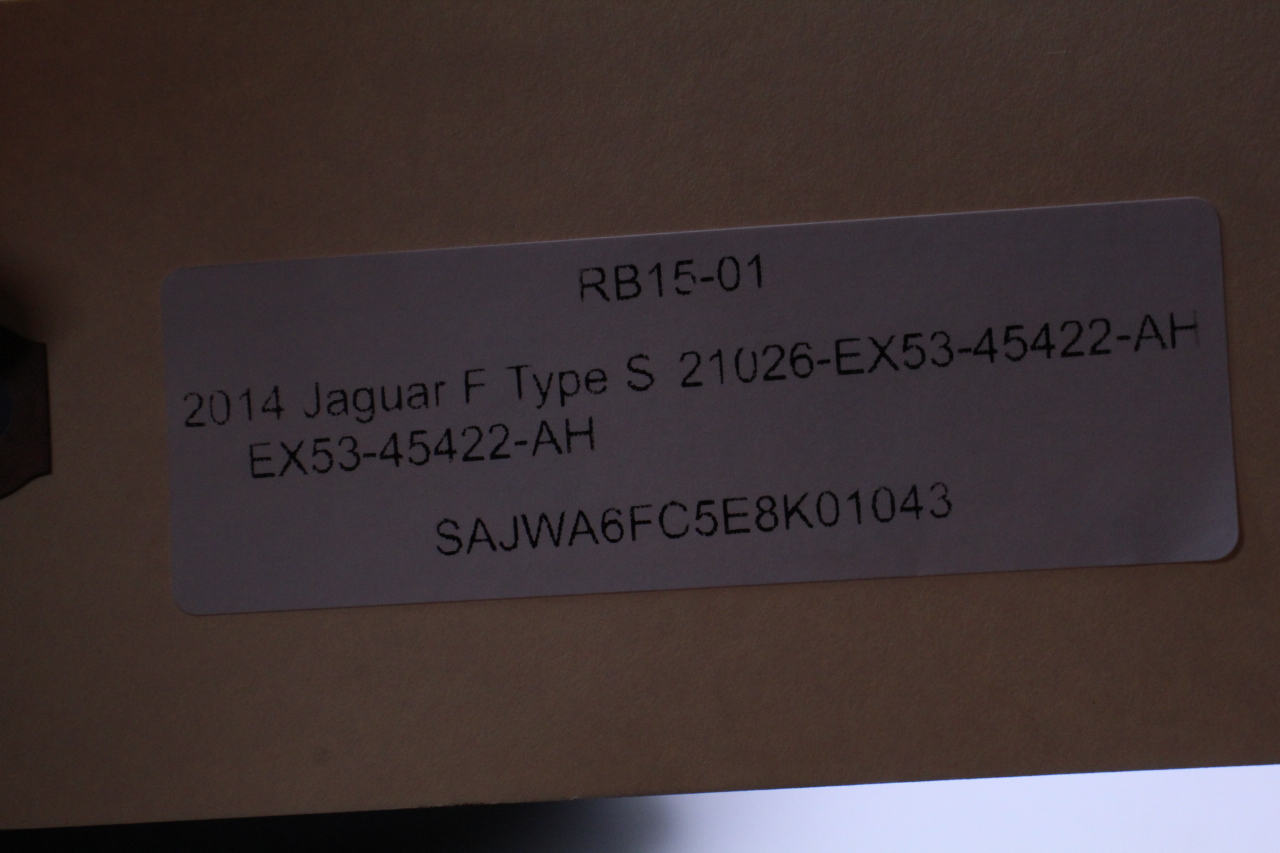 RB15-01
2014 Jaguar F Type S 21026-EX53-45422-AH
EX53-45422-AH
SAJWA6FC5E8K01043